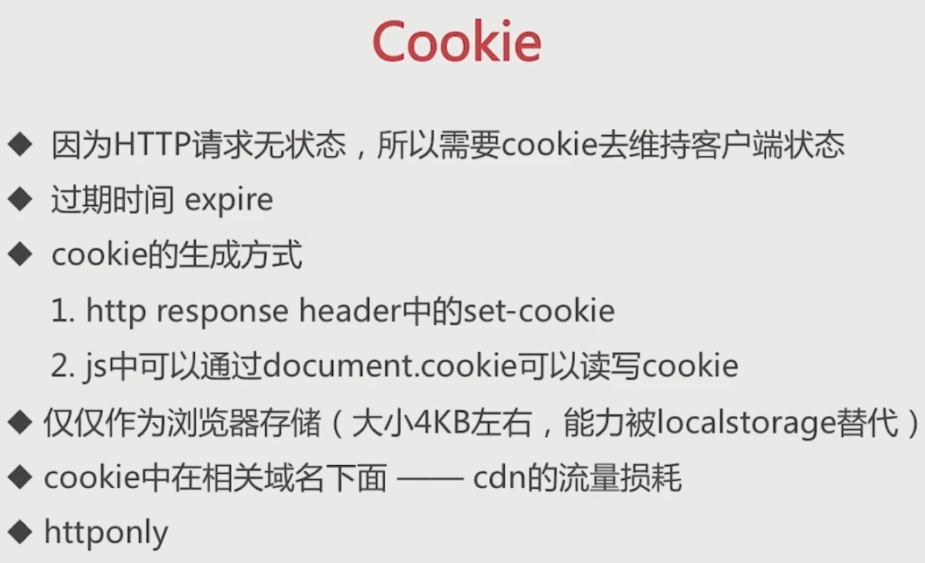 Cookie
◆ 因为HTTP请求无状态，所以需要cookie去维持客户端状态
◆ 过期时间 expire
◆ cookie的生成方式
1. http response header中的set-cookie
2. js中可以通过document.cookie可以读写cookie
◆ 仅仅作为浏览器存储（大小4KB左右，能力被localstorage替代）
◆ cookie中在相关域名下面 —— cdn的流量损耗
◆ httponly